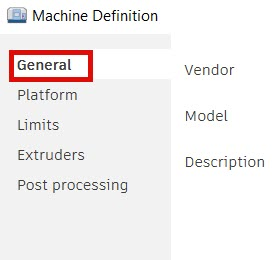 Machine Definition
General
Platform
Limits
Extruders
Post processing
Vendor
Model
Description